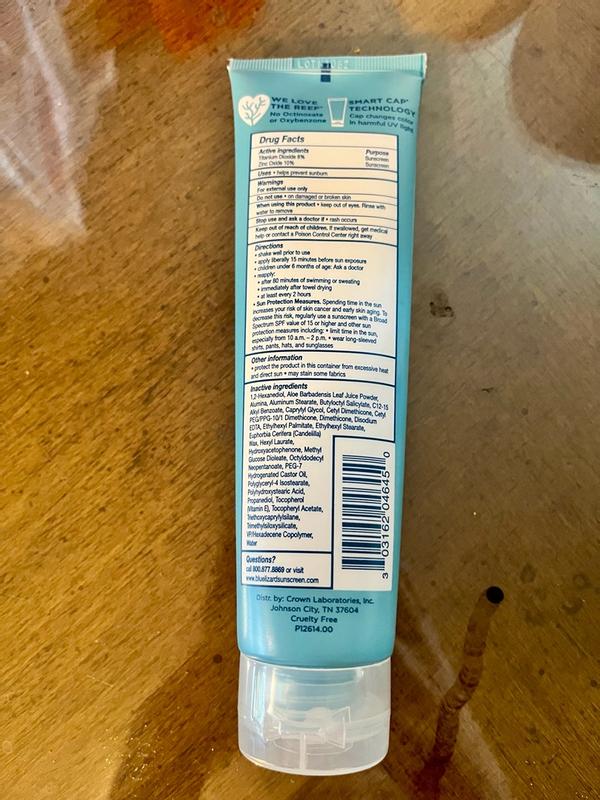 WE LOVE
THE REEF
No Octinoxate
or Oxybenzone
SMART CAP
TECHNOLOGY
Cap changes color
in harmful UV light
Drug Facts
Active ingredients Purpose
Titanium Dioxide 8% Sunscreen
Zinc Oxide 10% Sunscreen
Uses • helps prevent sunburn
Warnings
For external use only
Do not use • on damaged or broken skin
When using this product • keep out of eyes. Rinse with
water to remove
Stop use and ask a doctor if • rash occurs
Keep out of reach of children. If swallowed, get medical
help or contact a Poison Control Center right away
Directions
• shake well prior to use
• apply liberally 15 minutes before sun exposure
• children under 6 months of age: Ask a doctor
• reapply:
• after 80 minutes of swimming or sweating
• immediately after towel drying
• at least every 2 hours
• Sun Protection Measures. Spending time in the sun
increases your risk of skin cancer and early skin aging. To
decrease this risk, regularly use a sunscreen with a Broad
Spectrum SPF value of 15 or higher and other sun
protection measures including: • limit time in the sun,
especially from 10 a.m. – 2 p.m. • wear long-sleeved
shirts, pants, hats, and sunglasses
Other information
• protect the product in this container from excessive heat
and direct sun • may stain some fabrics
Inactive ingredients
1,2-Hexanediol, Aloe Barbadensis Leaf Juice Powder,
Alumina, Aluminum Stearate, Butyloctyl Salicylate, C12-15
Alkyl Benzoate, Caprylyl Glycol, Cetyl Dimethicone, Cetyl
PEG/PPG-10/1 Dimethicone, Dimethicone, Disodium
EDTA, Ethylhexyl Palmitate, Ethylhexyl Stearate,
Euphorbia Cerifera (Candelilla)
Wax, Hexyl Laurate,
Hydroxyacetophenone, Methyl
Glucose Dioleate, Octyldodecyl
Neopentanoate, PEG-7
Hydrogenated Castor Oil,
Polyglyceryl-4 Isostearate,
Polyhydroxystearic Acid,
Propanediol, Tocopherol
(Vitamin E), Tocopheryl Acetate,
Triethoxycaprylylsilane,
Trimethylsiloxysilicate,
VP/Hexadecene Copolymer,
Water
3 03162 04645 0
Questions?
call 800.877.8869 or visit
www.bluelizardsunscreen.com
Distr. by: Crown Laboratories, Inc.
Johnson City, TN 37604
Cruelty Free
P12614.00